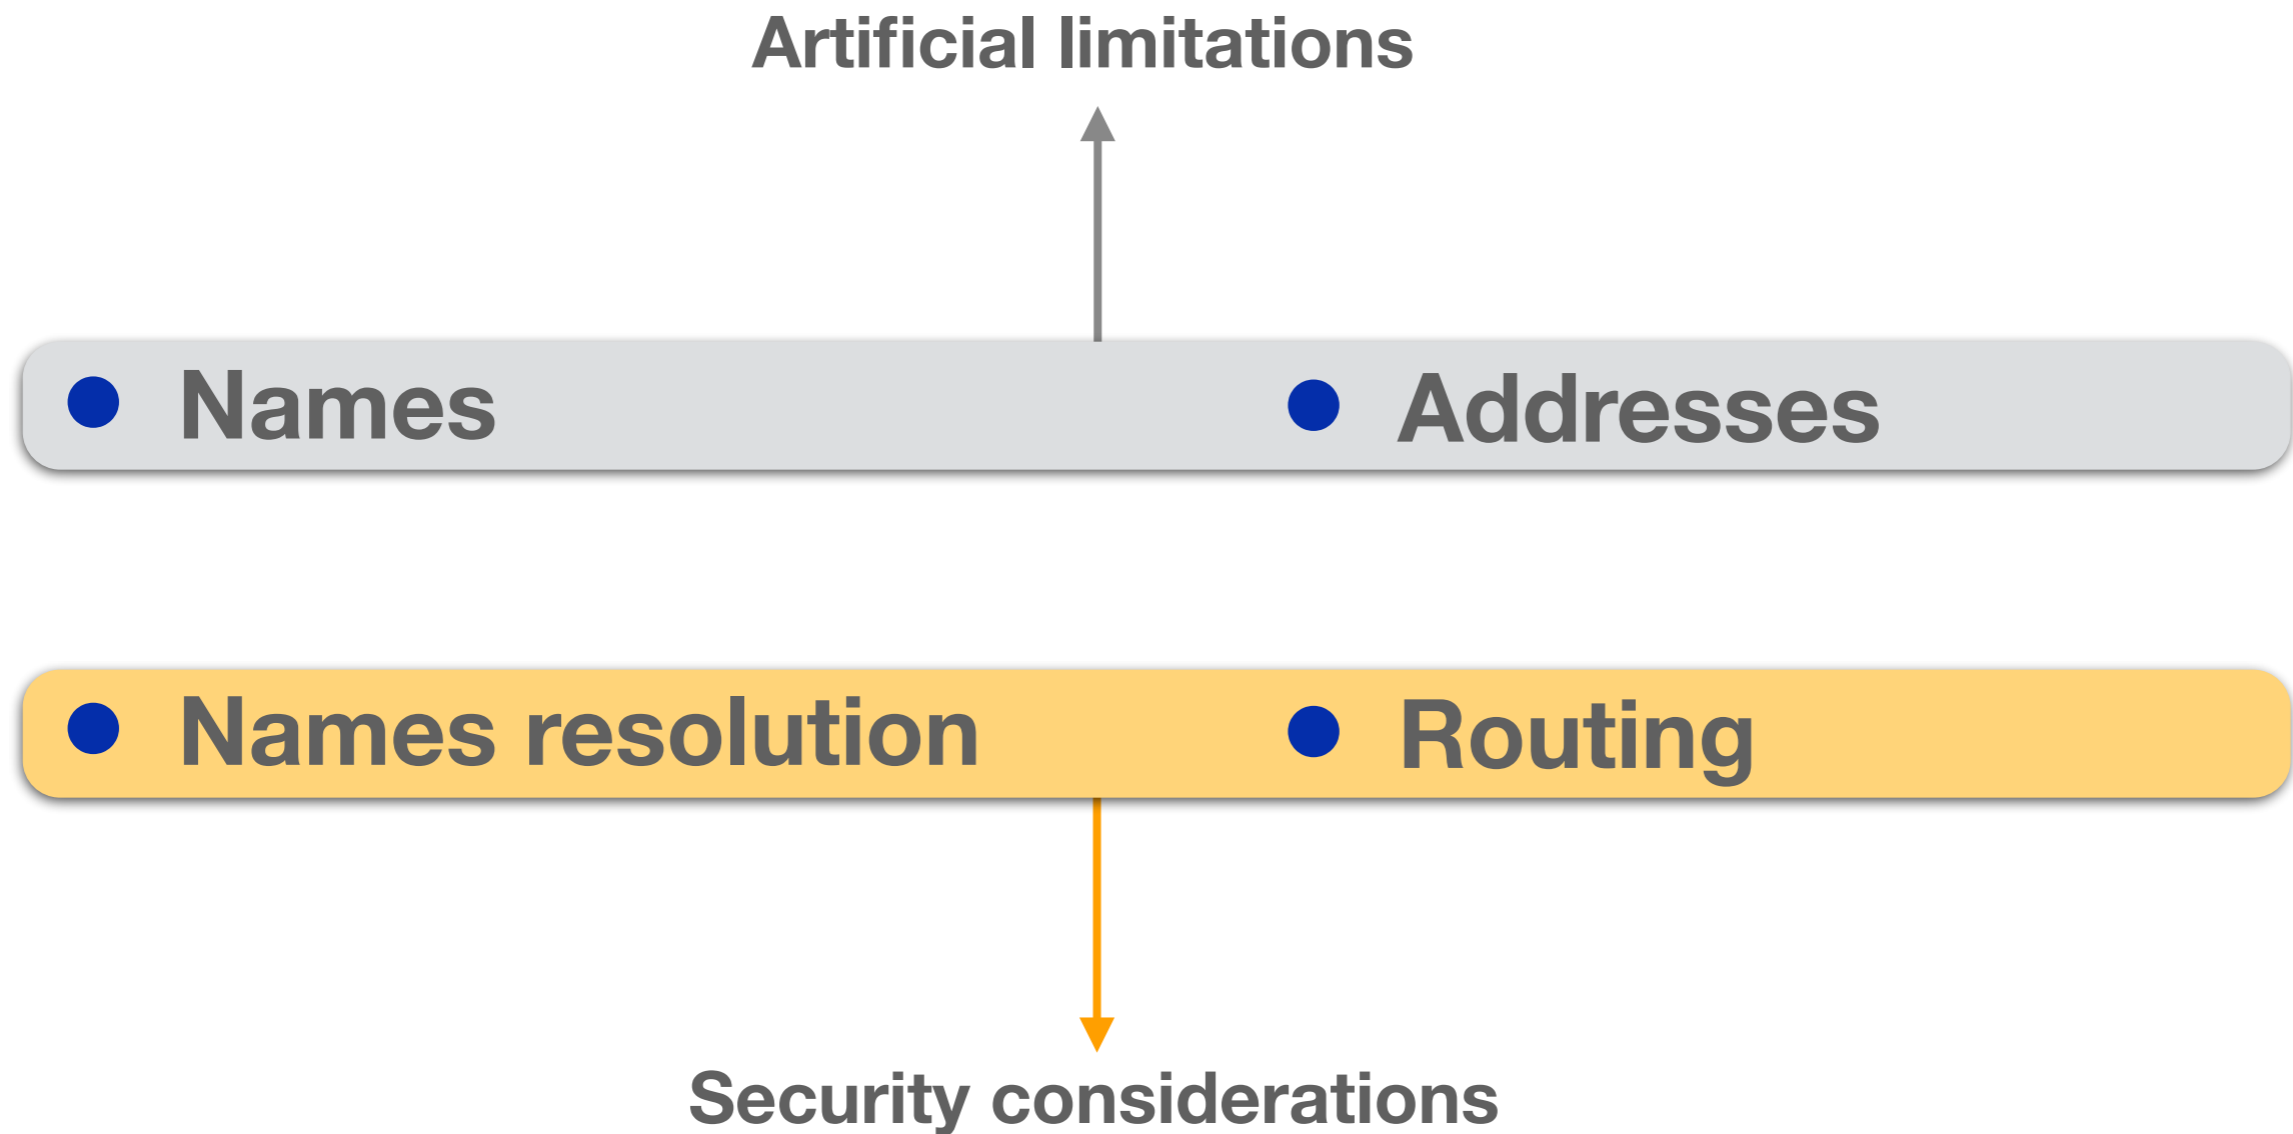 Artificial limitations
• Names • Addresses
• Names resolution • Routing
Security considerations